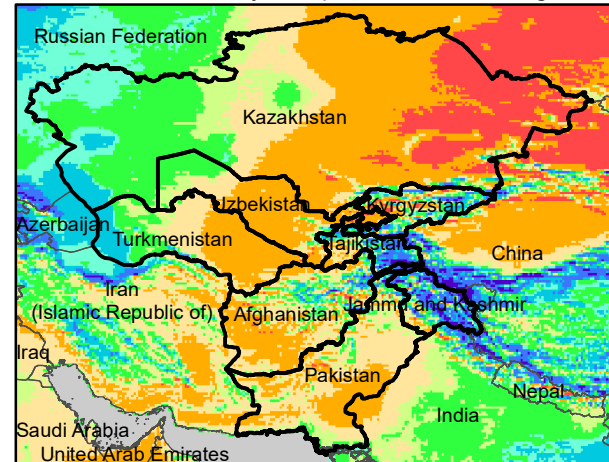 Russian Federation
Kazakhstan
Uzbekistan
Kyrgyzstan
Azerbaijan
Turkmenistan
Tajikistan
China
Iran
(Islamic Republic of)
Afghanistan
Jammu and Kashmir
Iraq
Pakistan
Nepal
India
Saudi Arabia
United Arab Emirates